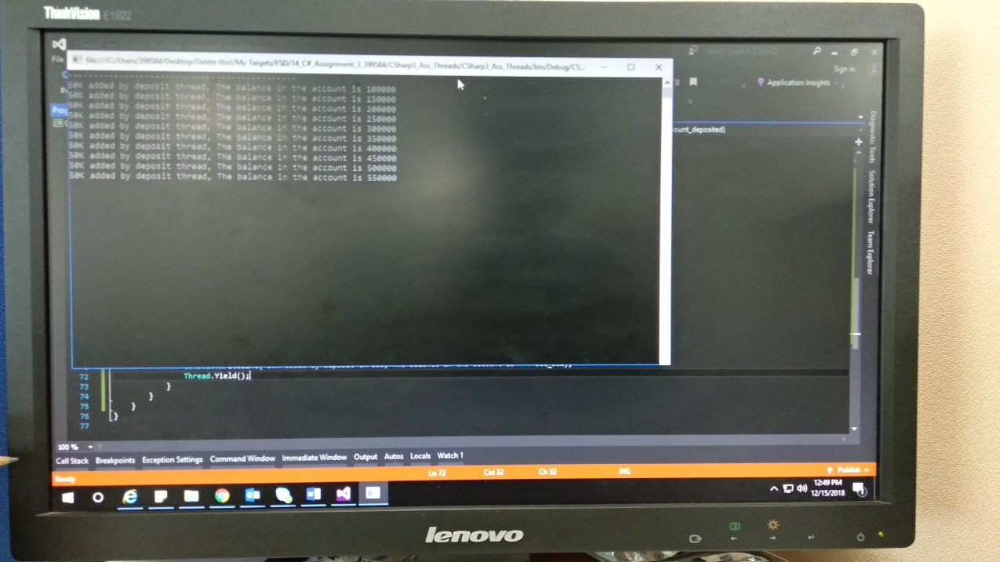 ThinkVision E1922
File
file:///C:/Users/399584/Desktop/Delete this!/My Targets/FSD/14_C#_Assignment_3_399584/CSharp3_Ass_Threads/CSharp3_Ass_Threads/bin/Debug/CS...
Sign in
Application Insights
50K added by deposit thread, The balance in the account is 100000
50K added by deposit thread, The balance in the account is 150000
50K added by deposit thread, The balance in the account is 200000
50K added by deposit thread, The balance in the account is 250000
50K added by deposit thread, The balance in the account is 300000
50K added by deposit thread, The balance in the account is 350000
50K added by deposit thread, The balance in the account is 400000
50K added by deposit thread, The balance in the account is 450000
50K added by deposit thread, The balance in the account is 500000
50K added by deposit thread, The balance in the account is 550000
ount_deposited)
Diagnostic Tools
Solution Explorer
Team Explorer
72 Thread.Yield();
73 }
74 }
75 }
76 }
77
100 %
Call Stack Breakpoints Exception Settings Command Window Immediate Window Output Autos Locals Watch 1
Ready Ln 72 Col 32 Ch 32 INS Publish
12:49 PM
12/15/2018
lenovo